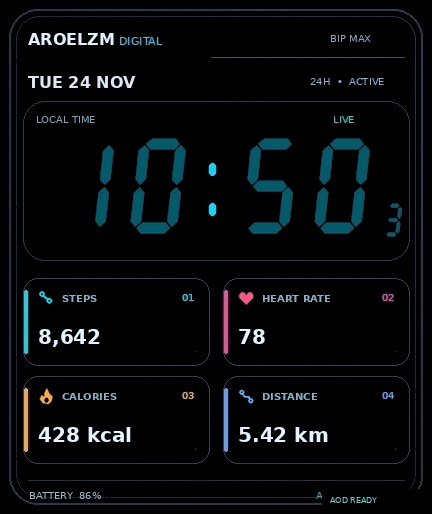 AROELZM DIGITAL
BIP MAX
TUE 24 NOV
24H • ACTIVE
LOCAL TIME
LIVE
10:50
3
STEPS
01
8,642
HEART RATE
02
78
CALORIES
03
428 kcal
DISTANCE
04
5.42 km
BATTERY 86%
A
AOD READY